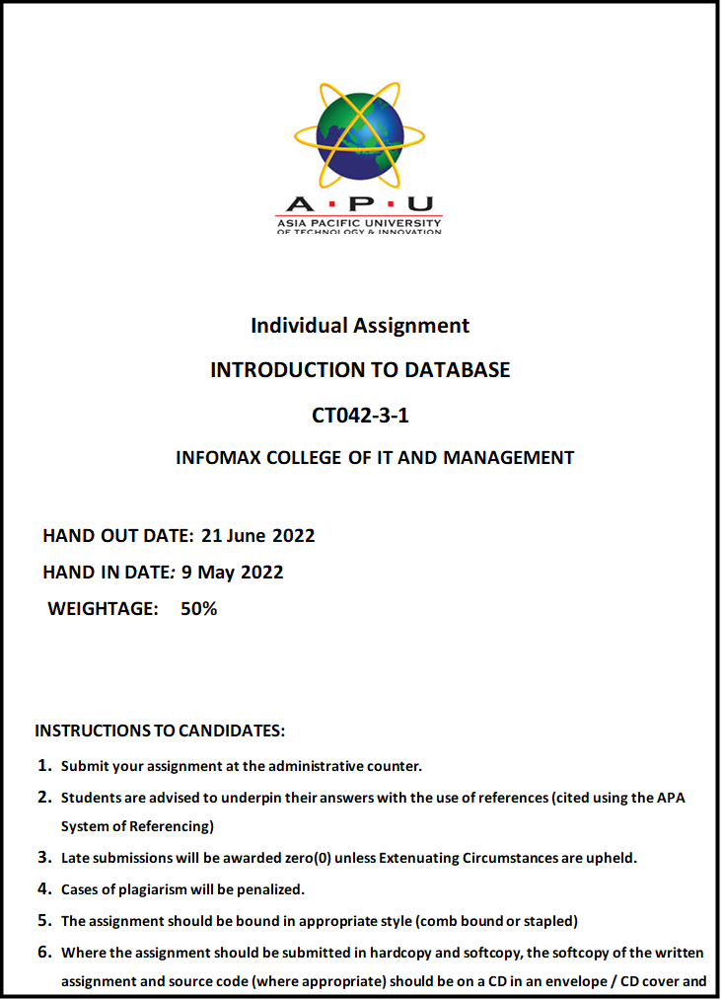 A · P · U
ASIA PACIFIC UNIVERSITY
OF TECHNOLOGY & INNOVATION
Individual Assignment
INTRODUCTION TO DATABASE
CT042-3-1
INFOMAX COLLEGE OF IT AND MANAGEMENT
HAND OUT DATE: 21 June 2022
HAND IN DATE: 9 May 2022
WEIGHTAGE: 50%
INSTRUCTIONS TO CANDIDATES:
1. Submit your assignment at the administrative counter.
2. Students are advised to underpin their answers with the use of references (cited using the APA
System of Referencing)
3. Late submissions will be awarded zero(0) unless Extenuating Circumstances are upheld.
4. Cases of plagiarism will be penalized.
5. The assignment should be bound in appropriate style (comb bound or stapled)
6. Where the assignment should be submitted in hardcopy and softcopy, the softcopy of the written
assignment and source code (where appropriate) should be on a CD in an envelope / CD cover and